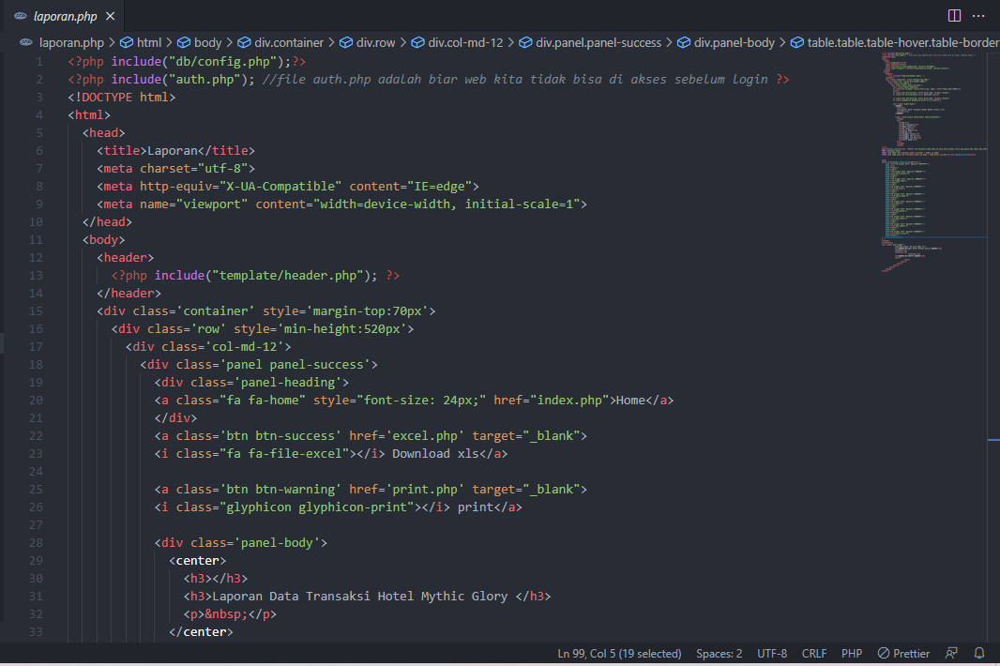 laporan.php
laporan.php > html > body > div.container > div.row > div.col-md-12 > div.panel.panel-success > div.panel-body > table.table.table-hover.table-border
1 <?php include("db/config.php");?>
2 <?php include("auth.php"); //file auth.php adalah biar web kita tidak bisa di akses sebelum login ?>
3 <!DOCTYPE html>
4 <html>
5 <head>
6 <title>Laporan</title>
7 <meta charset="utf-8">
8 <meta http-equiv="X-UA-Compatible" content="IE=edge">
9 <meta name="viewport" content="width=device-width, initial-scale=1">
10 </head>
11 <body>
12 <header>
13 <?php include("template/header.php"); ?>
14 </header>
15 <div class='container' style='margin-top:70px'>
16 <div class='row' style='min-height:520px'>
17 <div class='col-md-12'>
18 <div class='panel panel-success'>
19 <div class='panel-heading'>
20 <a class="fa fa-home" style="font-size: 24px;" href="index.php">Home</a>
21 </div>
22 <a class='btn btn-success' href='excel.php' target="_blank">
23 <i class="fa fa-file-excel"></i> Download xls</a>
24
25 <a class='btn btn-warning' href='print.php' target="_blank">
26 <i class="glyphicon glyphicon-print"></i> print</a>
27
28 <div class='panel-body'>
29 <center>
30 <h3></h3>
31 <h3>Laporan Data Transaksi Hotel Mythic Glory </h3>
32 <p>&nbsp;</p>
33 </center>
Ln 99, Col 5 (19 selected) Spaces: 2 UTF-8 CRLF PHP Prettier